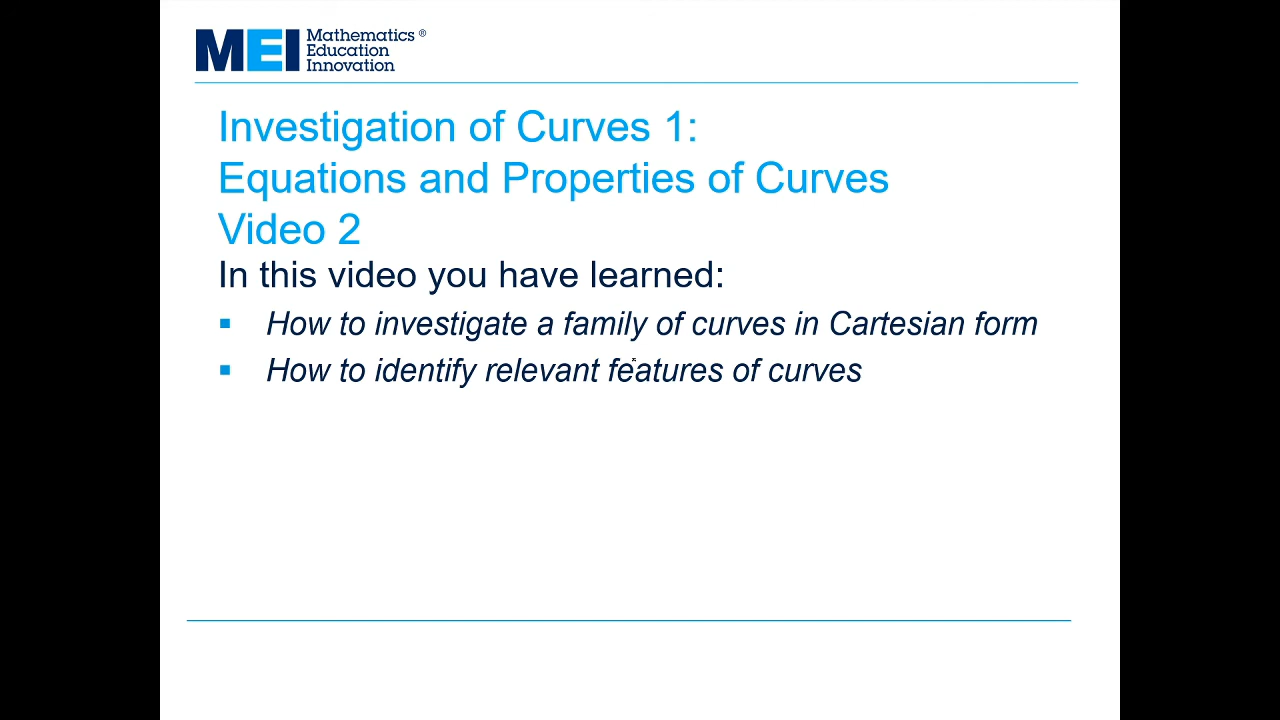 MEI Mathematics ®
Education
Innovation
Investigation of Curves 1:
Equations and Properties of Curves
Video 2
In this video you have learned:
▪ How to investigate a family of curves in Cartesian form
▪ How to identify relevant features of curves